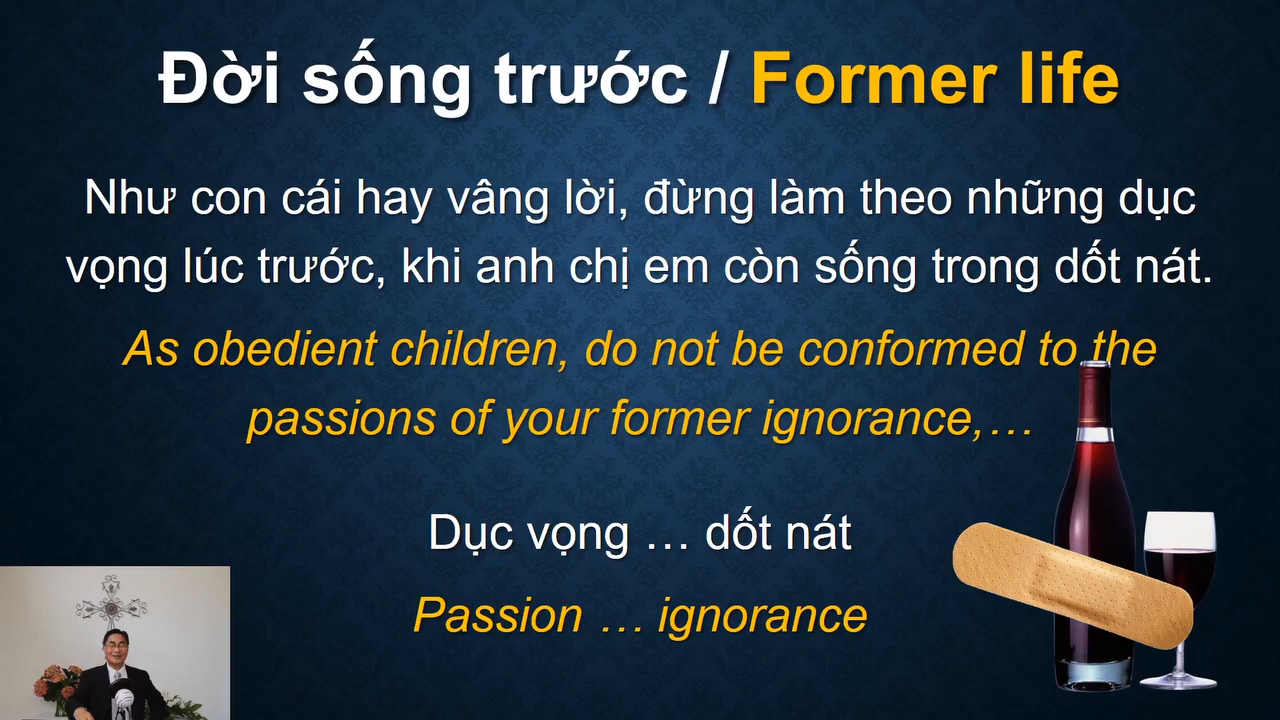 Đời sống trước / Former life
Như con cái hay vâng lời, đừng làm theo những dục
vọng lúc trước, khi anh chị em còn sống trong dốt nát.
As obedient children, do not be conformed to the
passions of your former ignorance,…
Dục vọng … dốt nát
Passion … ignorance